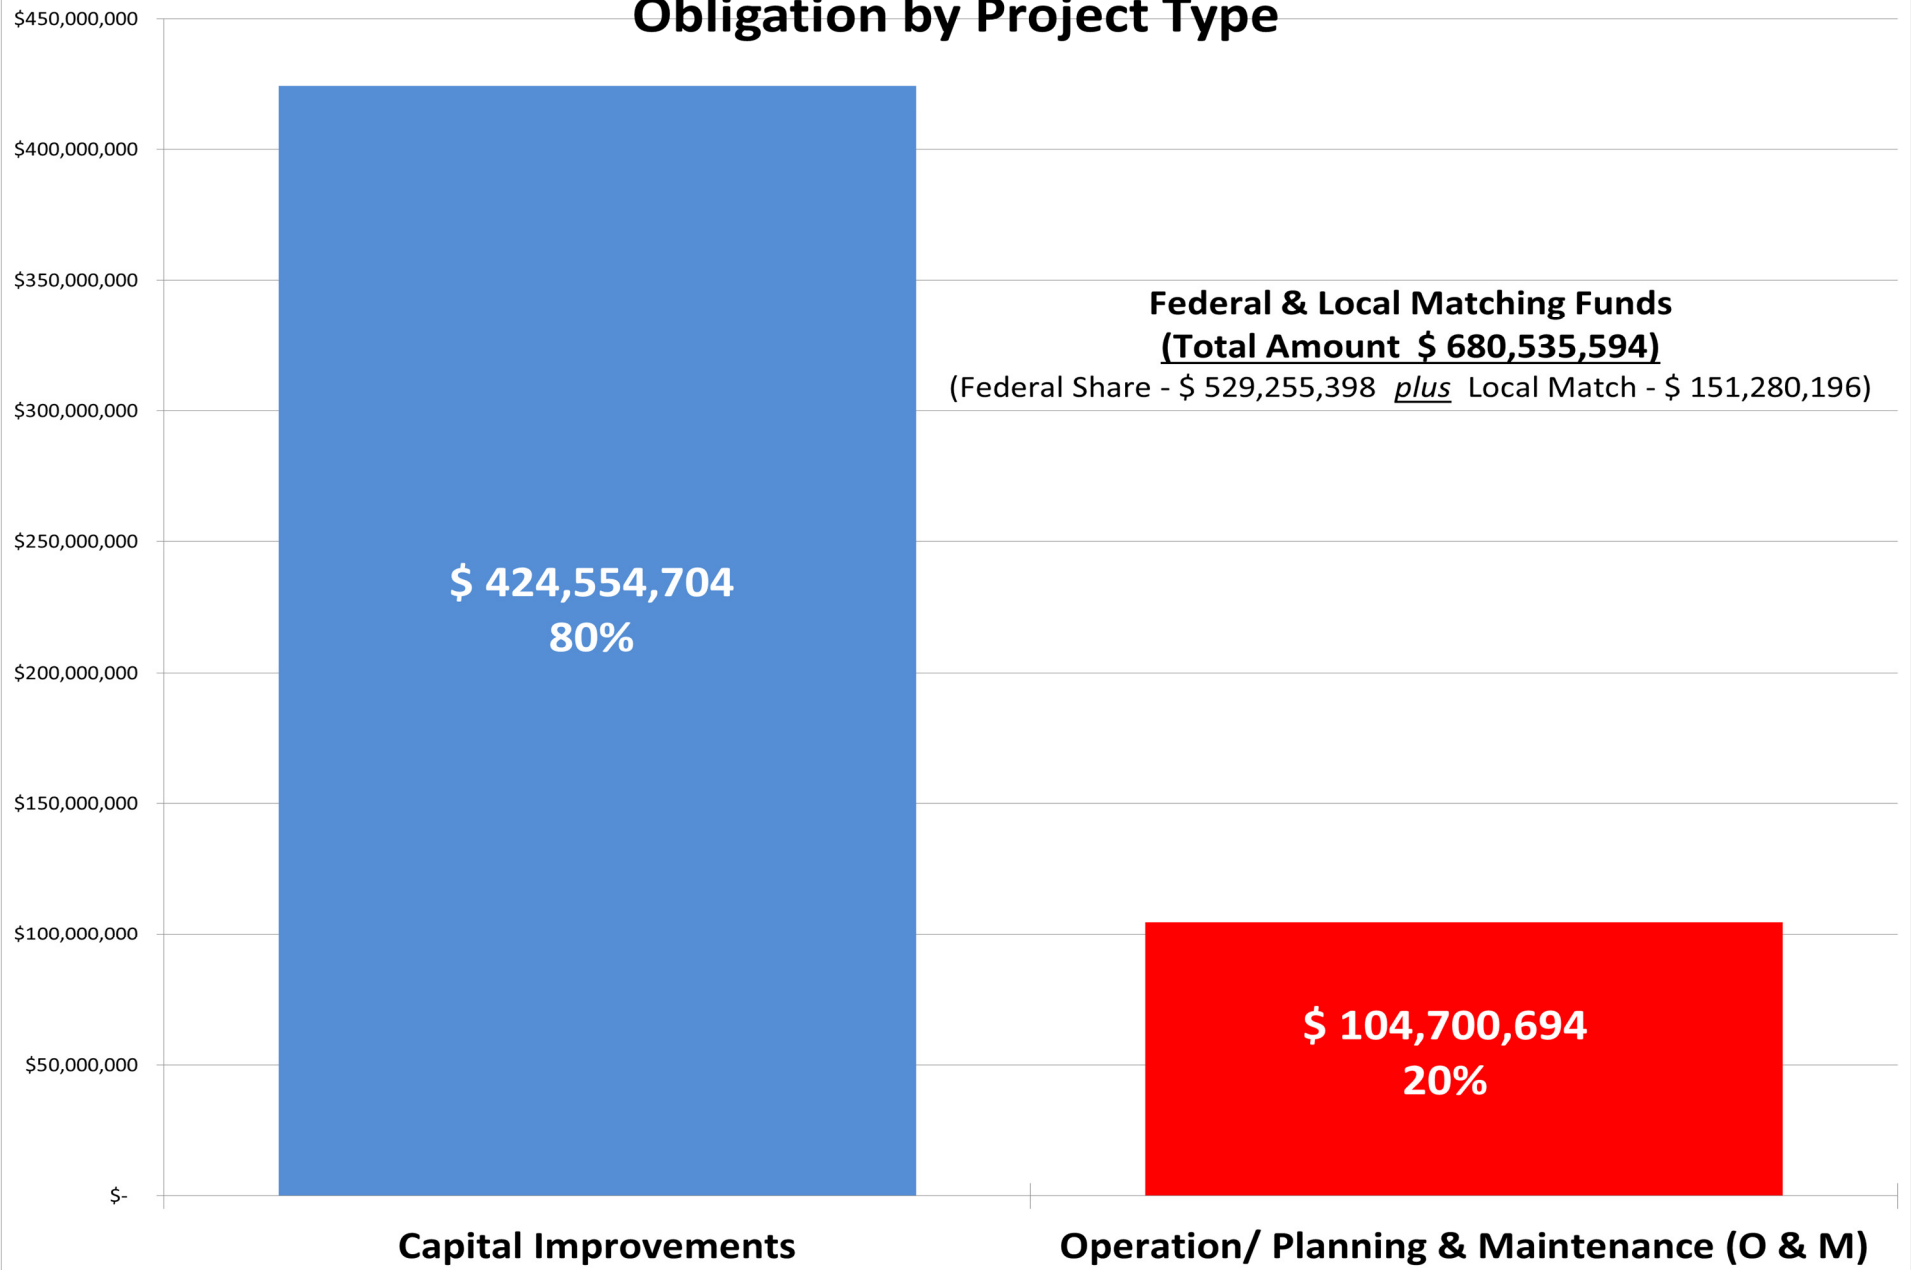 Obligation by Project Type
$450,000,000
$400,000,000
$350,000,000
$300,000,000
$250,000,000
$200,000,000
$150,000,000
$100,000,000
$50,000,000
$-
Federal & Local Matching Funds
(Total Amount $ 680,535,594)
(Federal Share - $ 529,255,398 plus Local Match - $ 151,280,196)
$ 424,554,704
80%
$ 104,700,694
20%
Capital Improvements
Operation/ Planning & Maintenance (O & M)